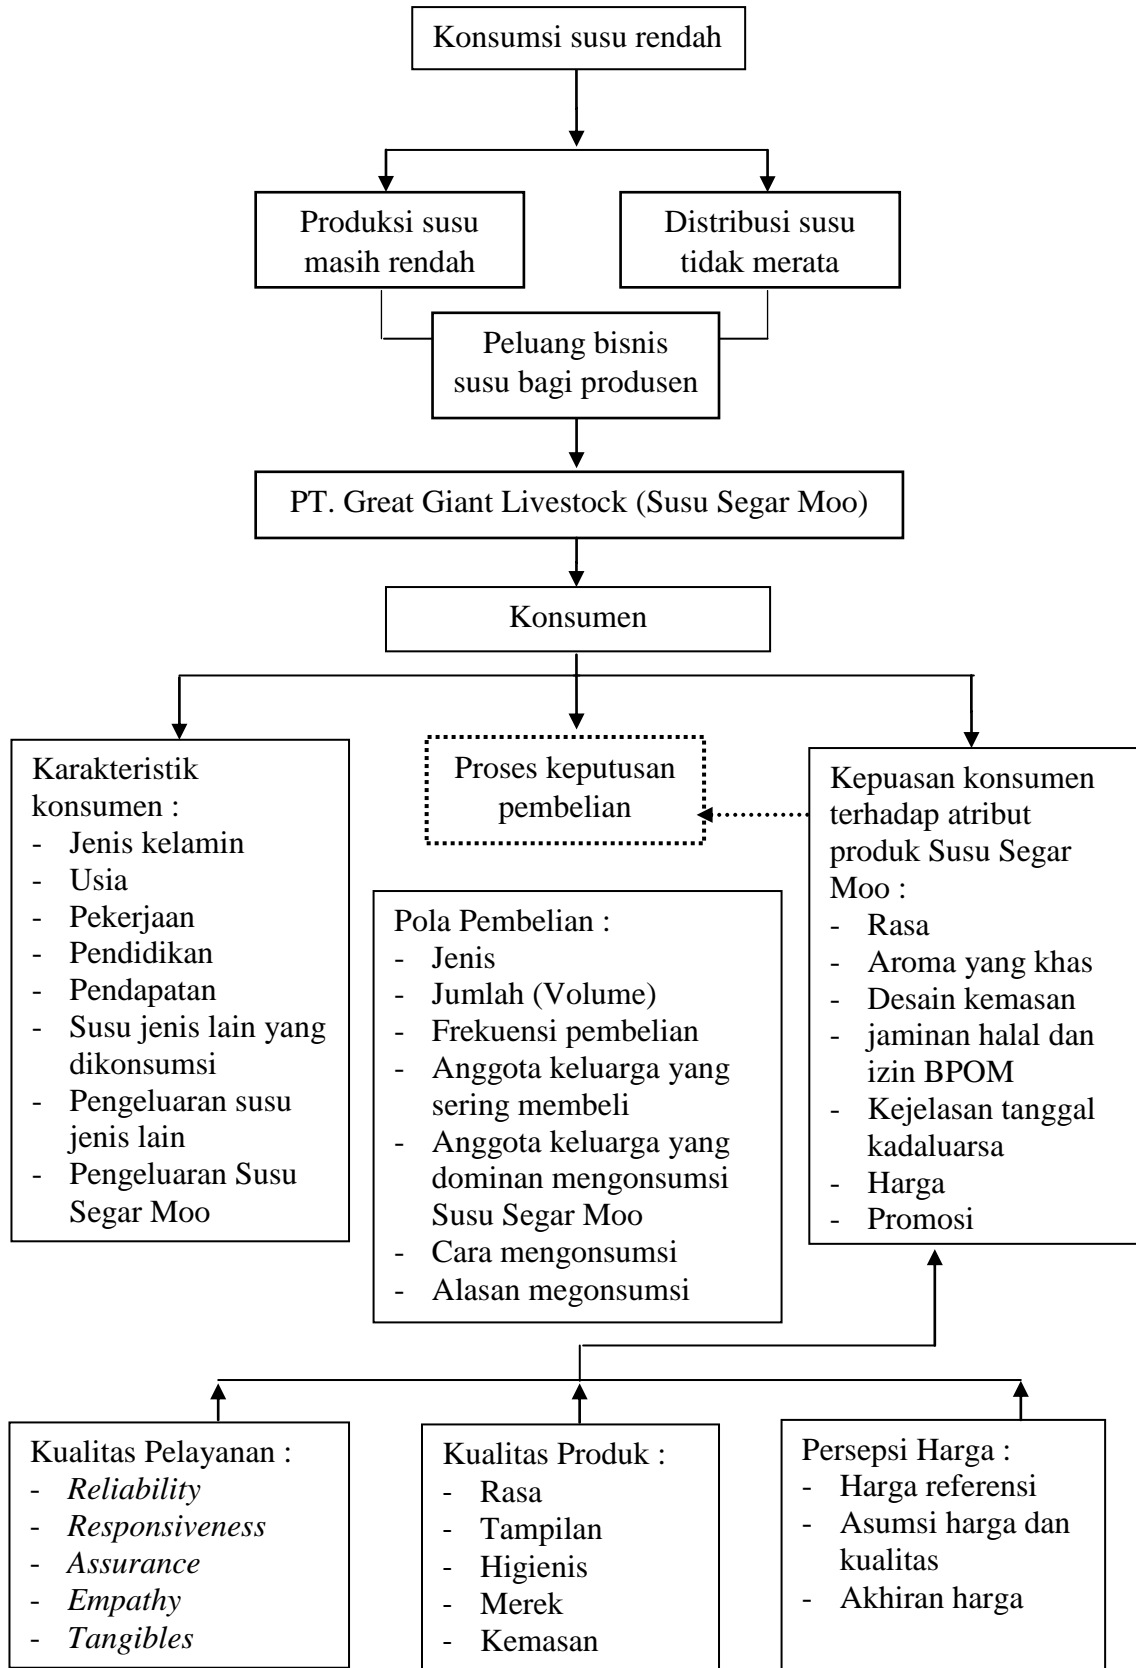 Konsumsi susu rendah
Produksi susu
masih rendah
Distribusi susu
tidak merata
Peluang bisnis
susu bagi produsen
PT. Great Giant Livestock (Susu Segar Moo)
Konsumen
Karakteristik
konsumen :
- Jenis kelamin
- Usia
- Pekerjaan
- Pendidikan
- Pendapatan
- Susu jenis lain yang
dikonsumsi
- Pengeluaran susu
jenis lain
- Pengeluaran Susu
Segar Moo
Proses keputusan
pembelian
Pola Pembelian :
- Jenis
- Jumlah (Volume)
- Frekuensi pembelian
- Anggota keluarga yang
sering membeli
- Anggota keluarga yang
dominan mengonsumsi
Susu Segar Moo
- Cara mengonsumsi
- Alasan megonsumsi
Kepuasan konsumen
terhadap atribut
produk Susu Segar
Moo :
- Rasa
- Aroma yang khas
- Desain kemasan
- jaminan halal dan
izin BPOM
- Kejelasan tanggal
kadaluarsa
- Harga
- Promosi
Kualitas Pelayanan :
- Reliability
- Responsiveness
- Assurance
- Empathy
- Tangibles
Kualitas Produk :
- Rasa
- Tampilan
- Higienis
- Merek
- Kemasan
Persepsi Harga :
- Harga referensi
- Asumsi harga dan
kualitas
- Akhiran harga